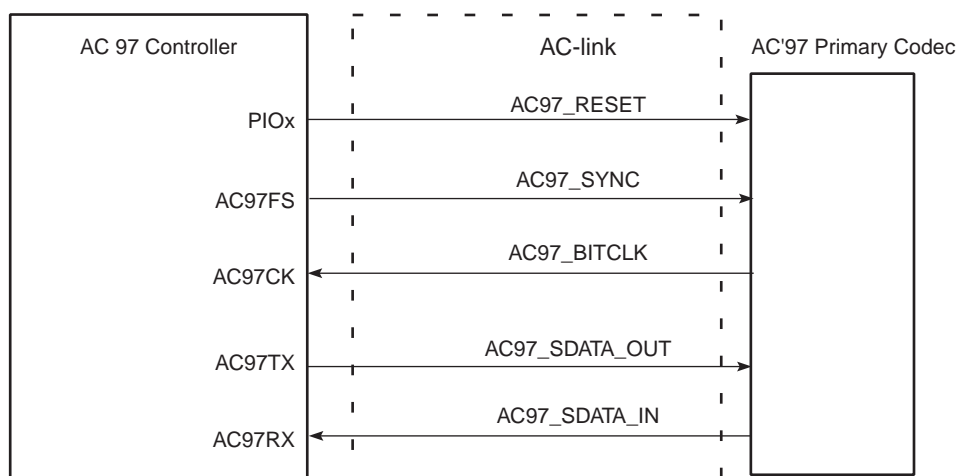 AC 97 Controller
AC-link
AC'97 Primary Codec
PIOx
AC97_RESET
AC97FS
AC97_SYNC
AC97CK
AC97_BITCLK
AC97TX
AC97_SDATA_OUT
AC97RX
AC97_SDATA_IN